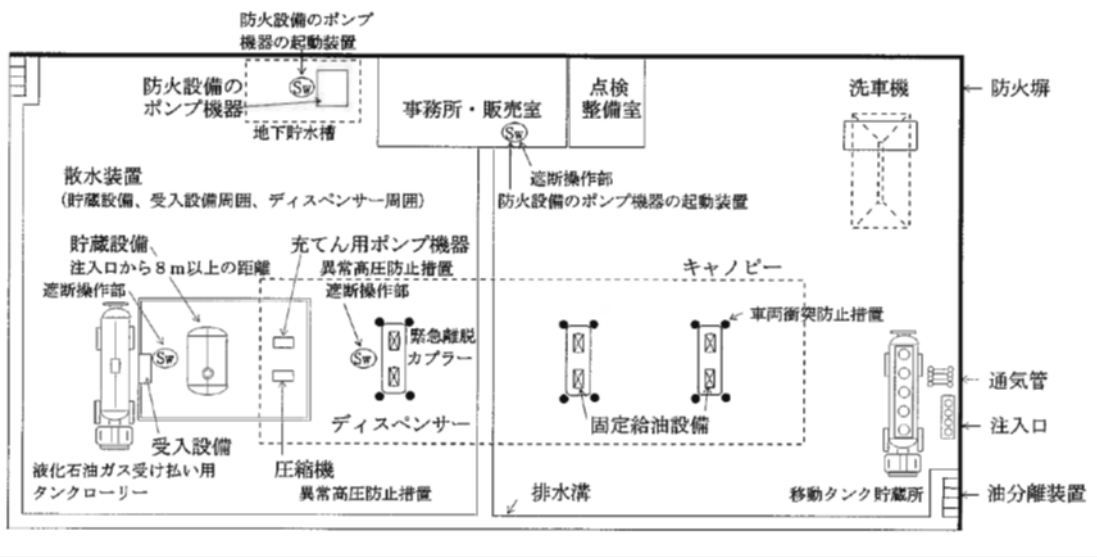 防火設備のポンプ
機器の起動装置
防火設備の
ポンプ機器
Sw
地下貯水槽
事務所・販売室
Sw
点検
整備室
洗車機
防火塀
遮断操作部
防火設備のポンプ機器の起動装置
散水装置
(貯蔵設備、受入設備周囲、ディスペンサー周囲)
貯蔵設備
注入口から8m以上の距離
遮断操作部
Sw
充てん用ポンプ機器
異常高圧防止措置
遮断操作部
Sw
緊急離脱
カプラー
キャノピー
車両衝突防止措置
通気管
注入口
ディスペンサー
固定給油設備
受入設備
液化石油ガス受け払い用
タンクローリー
圧縮機
異常高圧防止措置
排水溝
移動タンク貯蔵所
油分離装置